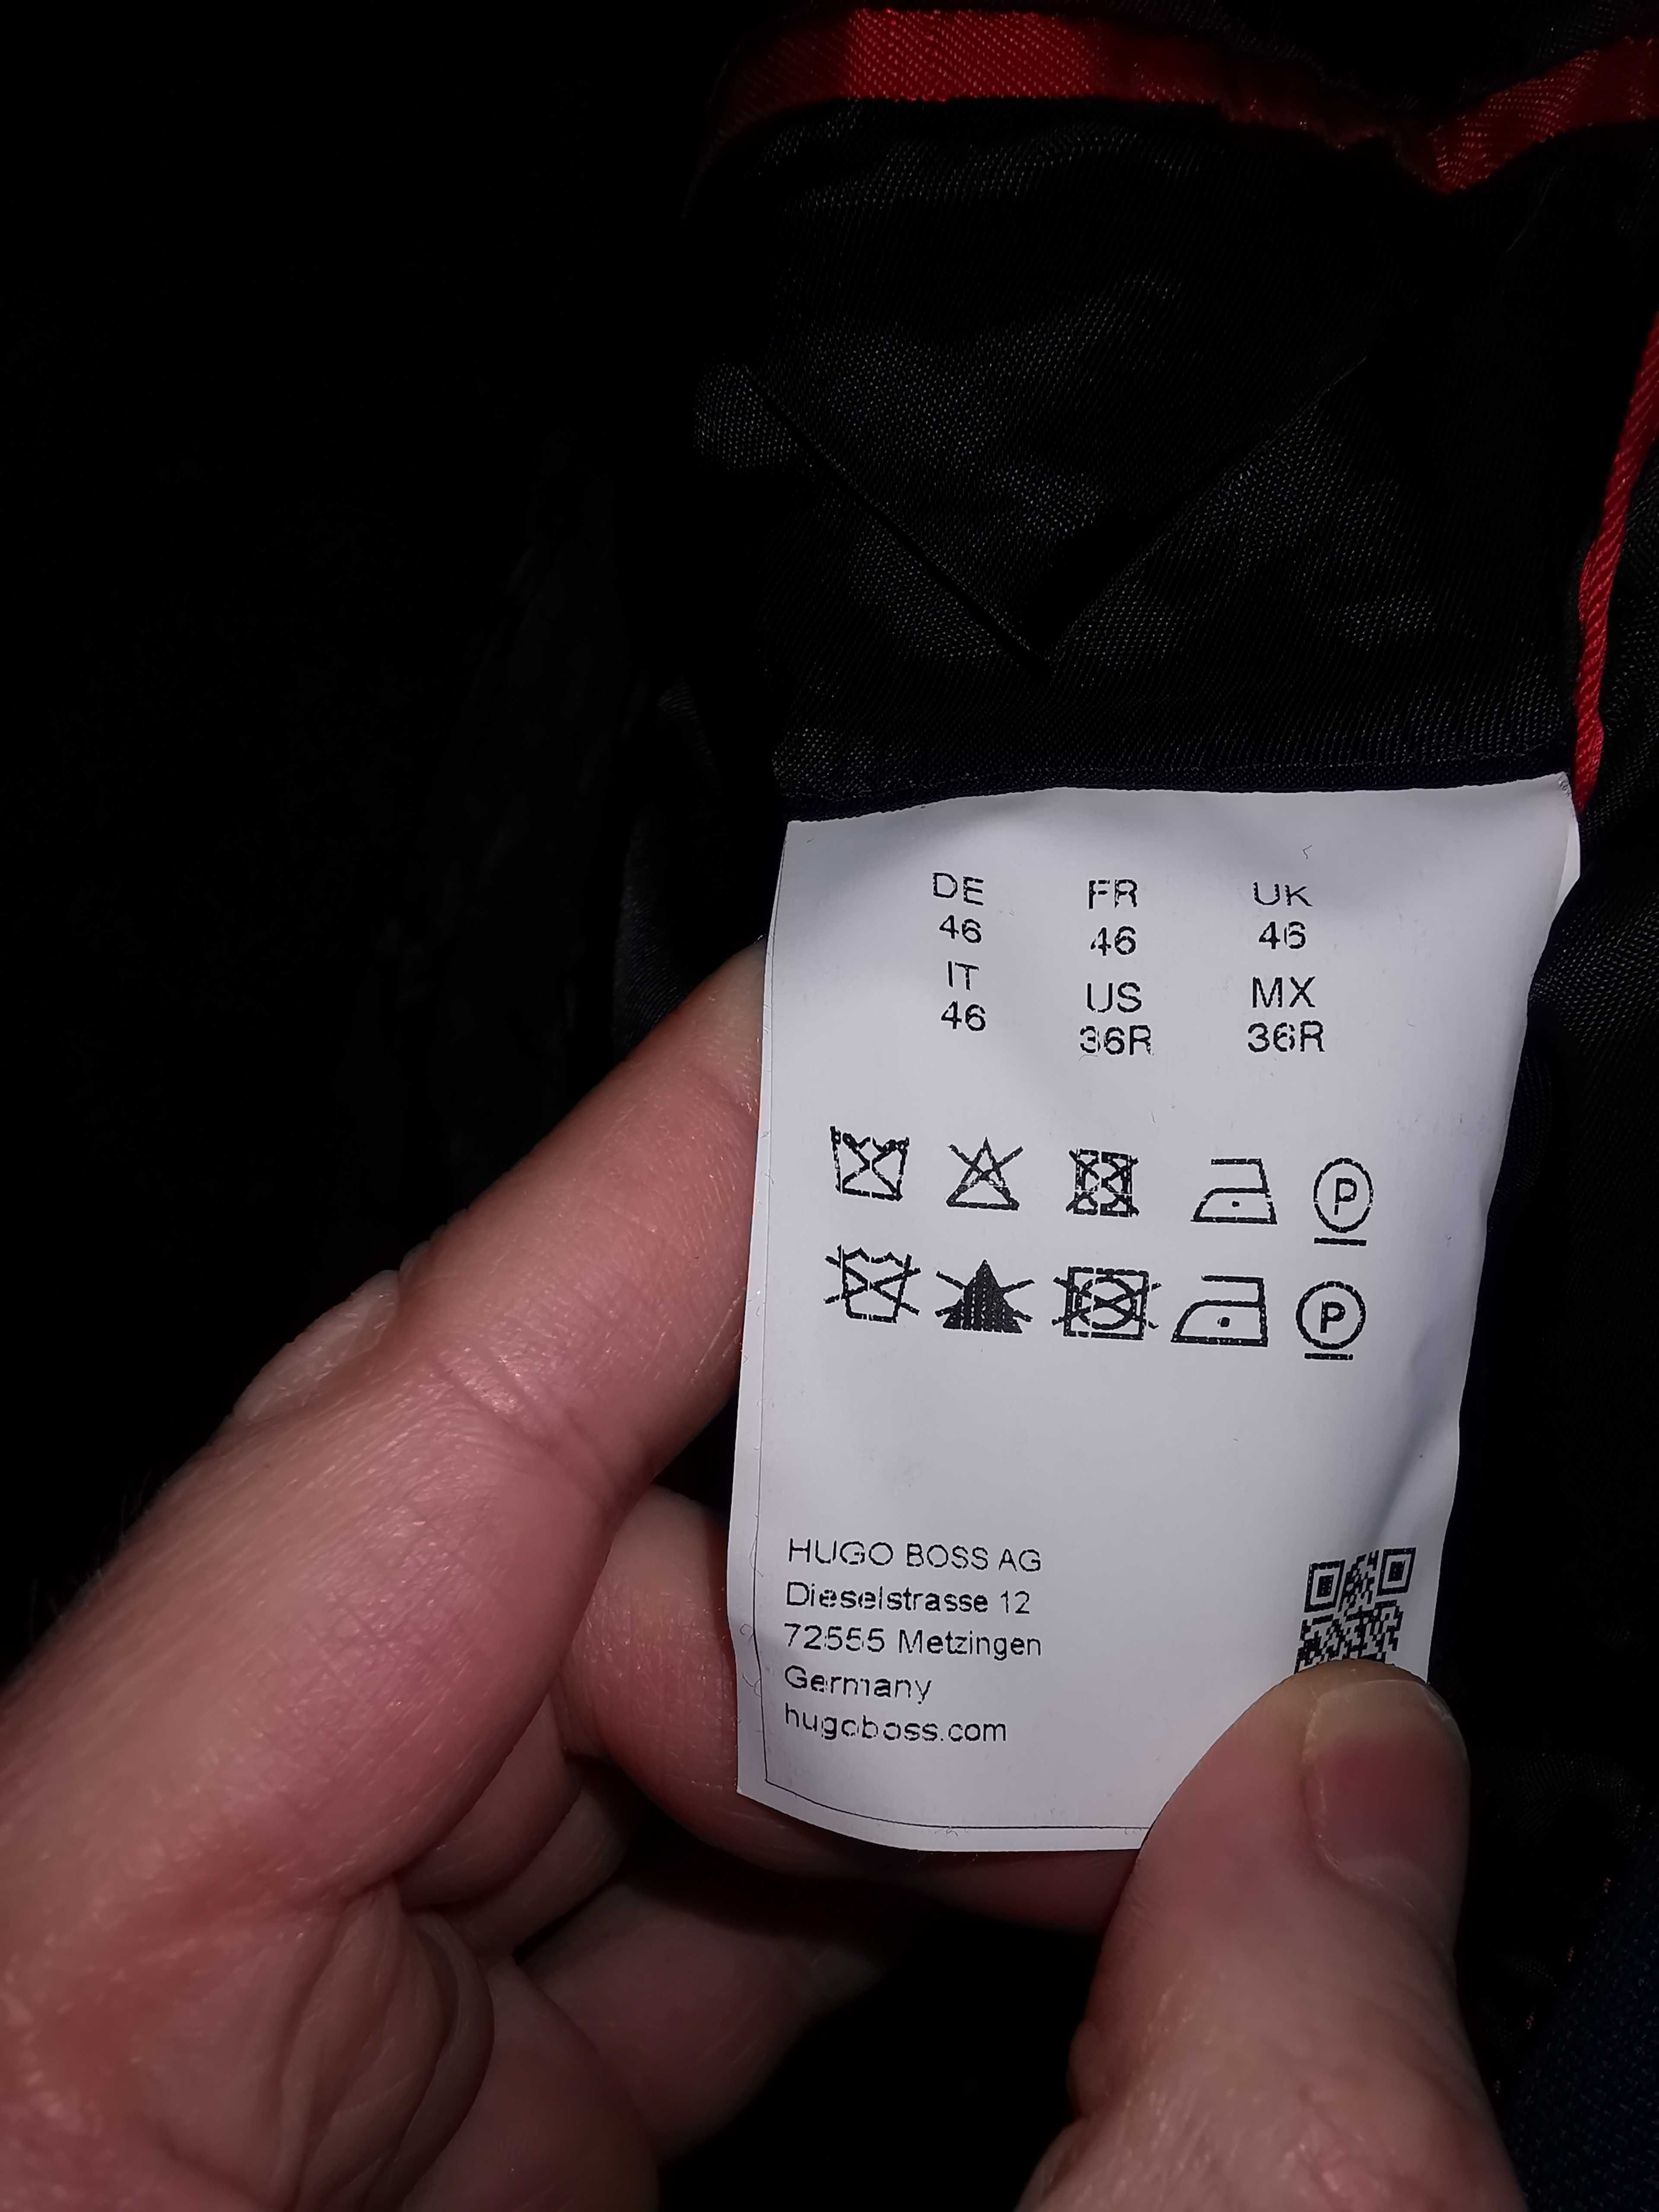 DE FR UK
46 46 46
IT US MX
46 36R 36R
P
P
HUGO BOSS AG
Dieselstrasse 12
72555 Metzingen
Germany
hugoboss.com